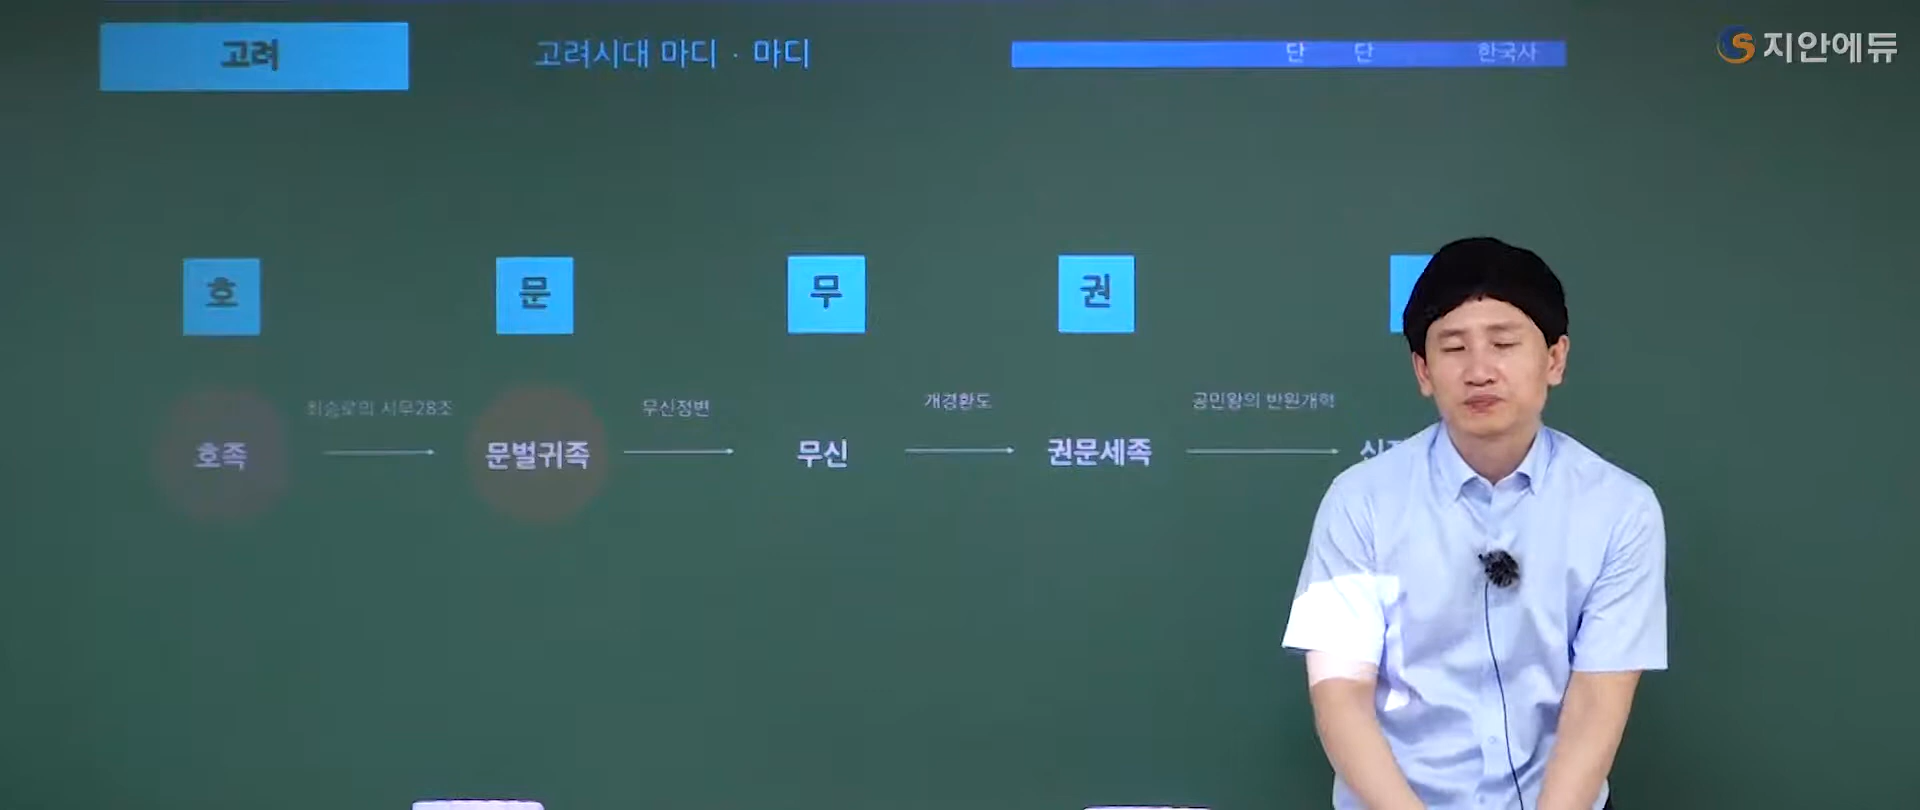 고려
고려시대 마디 · 마디
단 단 한국사
지안에듀
호 문 무 권
최승로의 시무28조 무신정변 개경환도 공민왕의 반원개혁
호족 문벌귀족 무신 권문세족 신